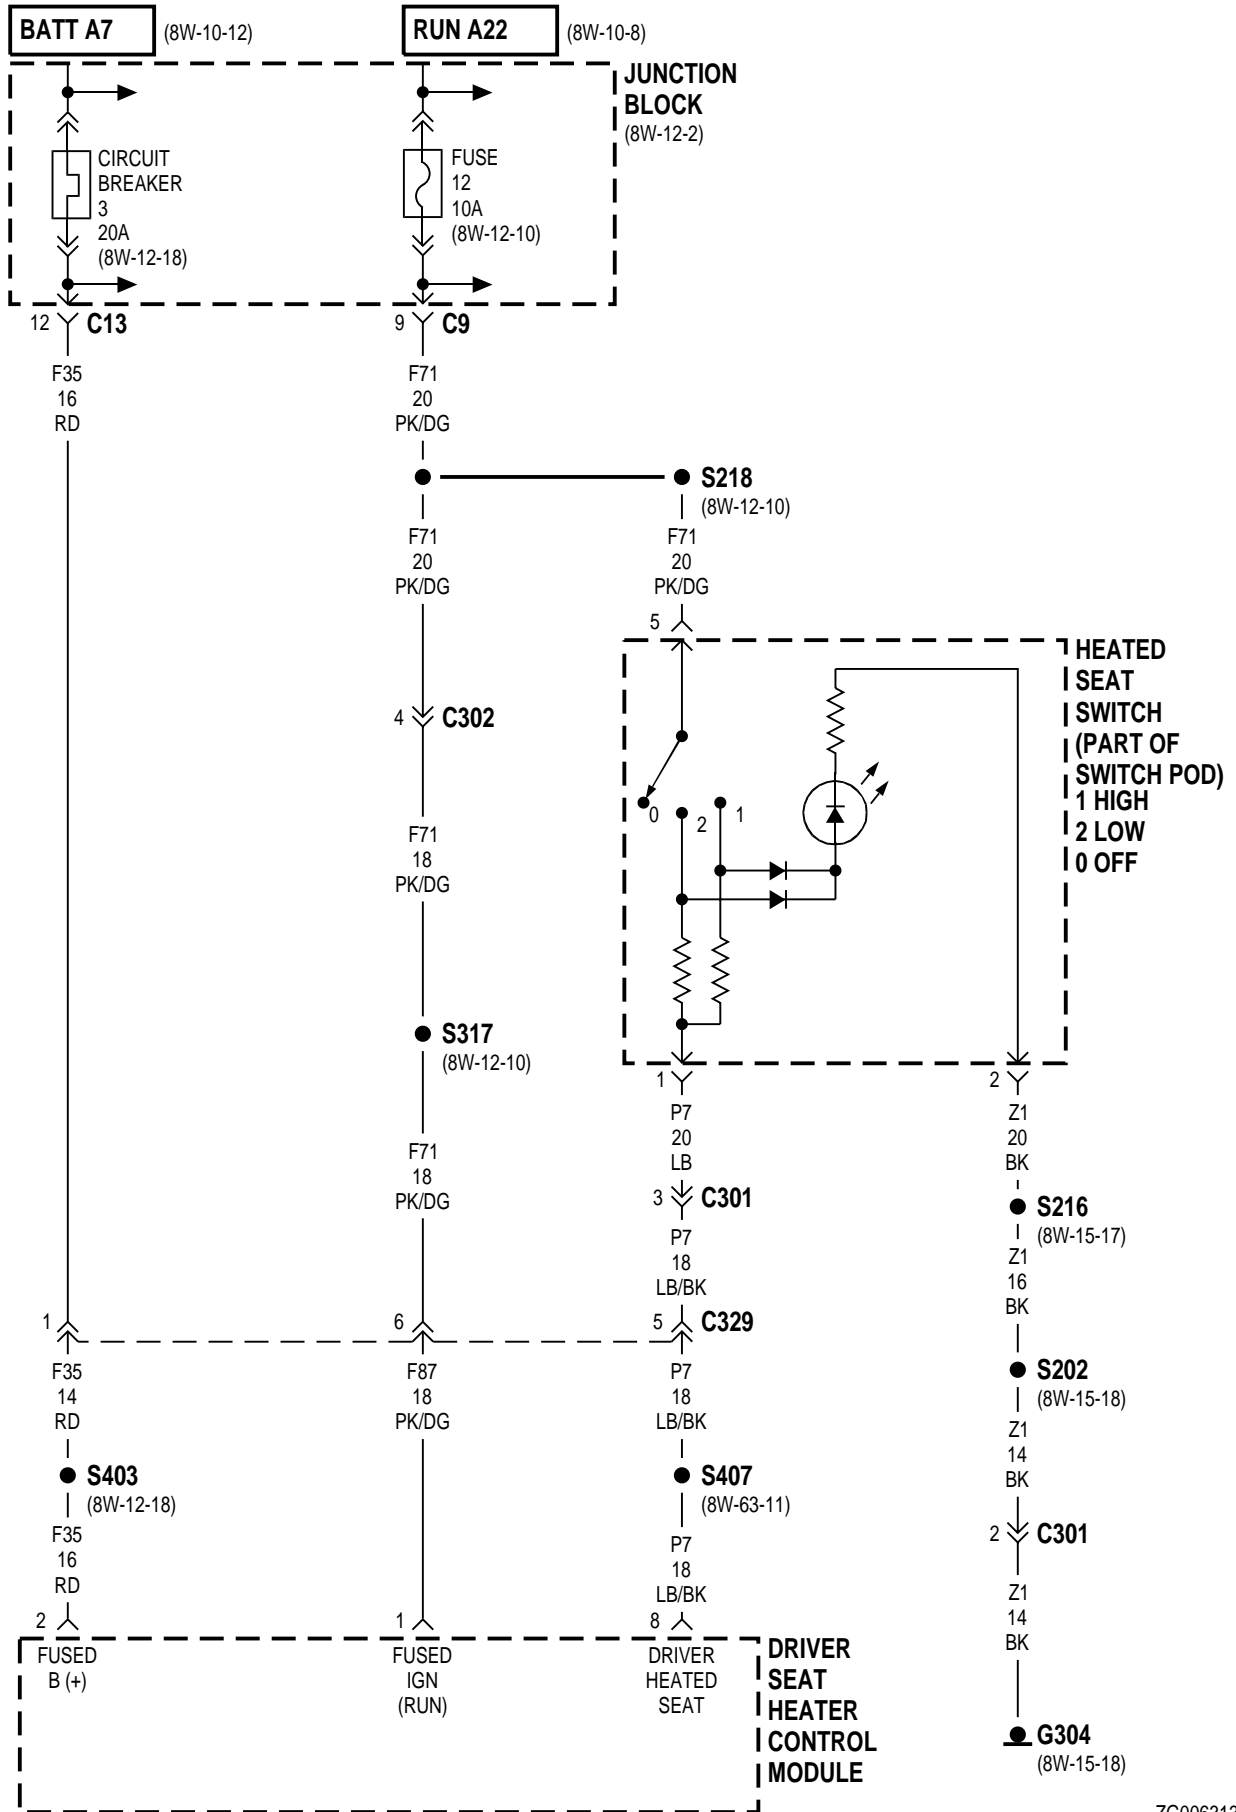 BATT A7 (8W-10-12) RUN A22 (8W-10-8)
JUNCTION
BLOCK
(8W-12-2)
CIRCUIT
BREAKER
3
20A
(8W-12-18)
FUSE
12
10A
(8W-12-10)
12 C13
9 C9
F35
16
RD
F71
20
PK/DG
S218
(8W-12-10)
F71
20
PK/DG
F71
20
PK/DG
5
HEATED
SEAT
SWITCH
(PART OF
SWITCH POD)
1 HIGH
2 LOW
0 OFF
0
2
1
4 C302
F71
18
PK/DG
S317
(8W-12-10)
F71
18
PK/DG
1
2
P7
20
LB
Z1
20
BK
3 C301
S216
(8W-15-17)
P7
18
LB/BK
Z1
16
BK
1
6
5 C329
F35
14
RD
F87
18
PK/DG
P7
18
LB/BK
S202
(8W-15-18)
Z1
14
BK
S403
(8W-12-18)
S407
(8W-63-11)
F35
16
RD
P7
18
LB/BK
2 C301
Z1
14
BK
2
1
8
FUSED
B (+)
FUSED
IGN
(RUN)
DRIVER
HEATED
SEAT
DRIVER
SEAT
HEATER
CONTROL
MODULE
G304
(8W-15-18)